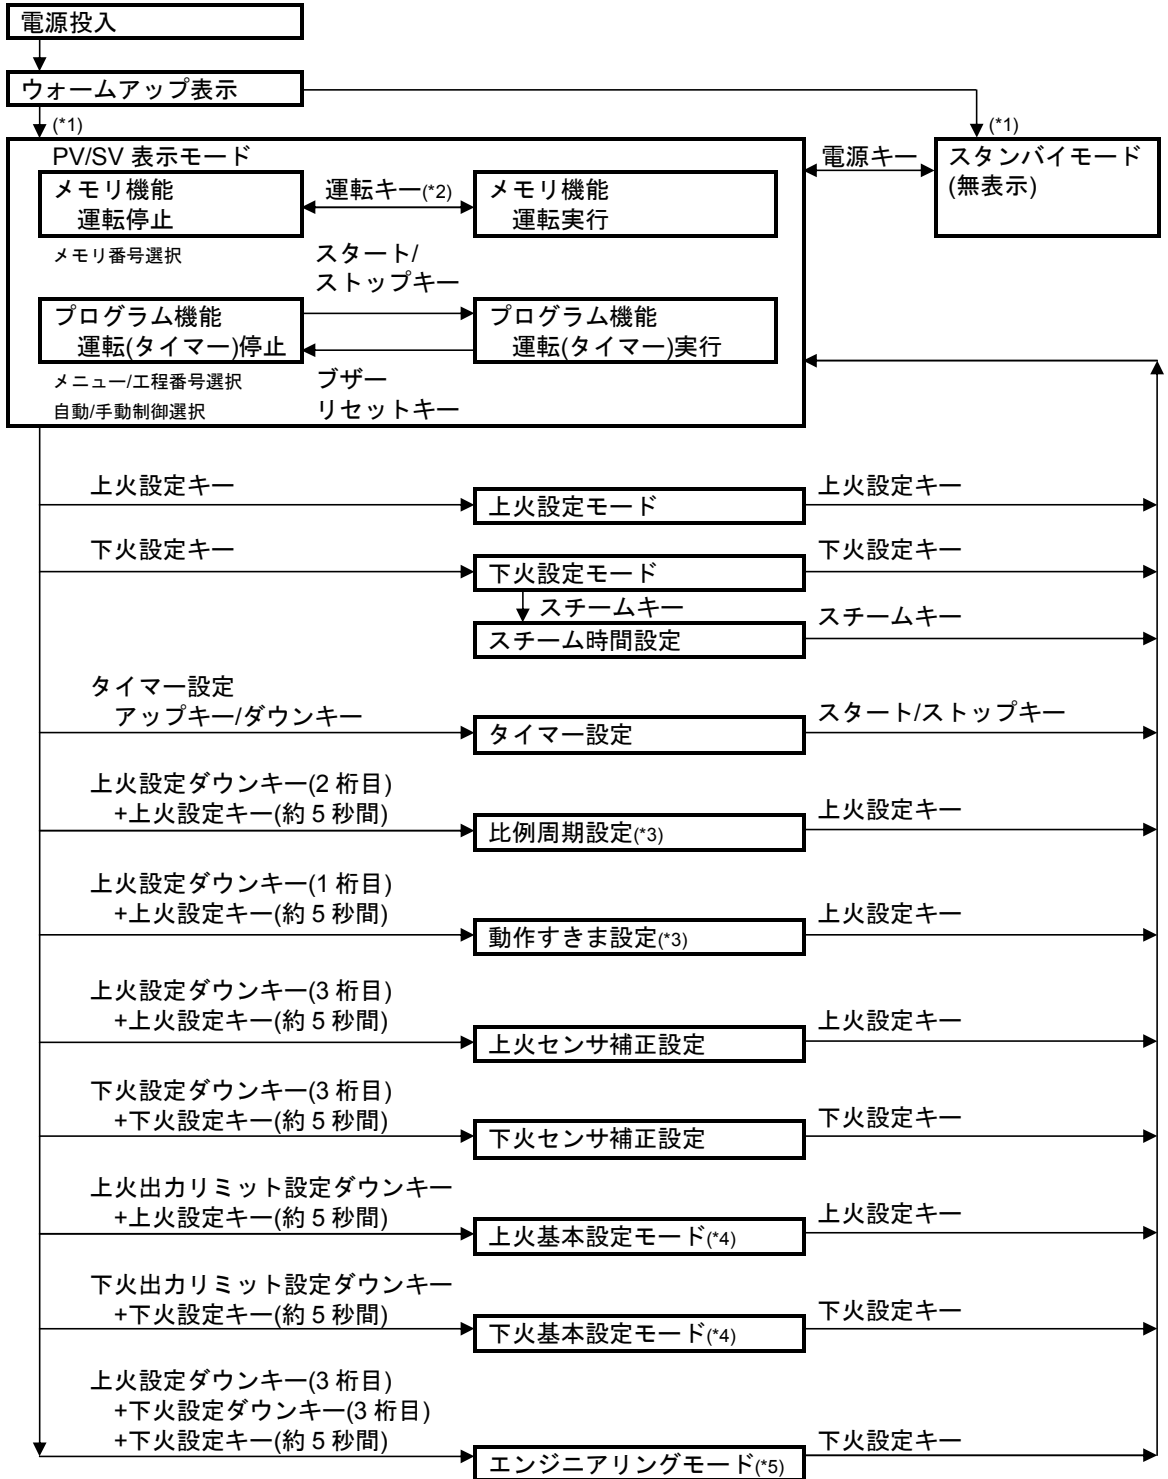 電源投入
ウォームアップ表示
(*1)
(*1)
PV/SV 表示モード
電源キー
スタンバイモード
(無表示)
メモリ機能
運転停止
運転キー(*2)
メモリ機能
運転実行
メモリ番号選択
スタート/
ストップキー
プログラム機能
運転(タイマー)停止
プログラム機能
運転(タイマー)実行
メニュー/工程番号選択
自動/手動制御選択
ブザー
リセットキー
上火設定キー
上火設定モード
上火設定キー
下火設定キー
下火設定モード
下火設定キー
スチームキー
スチーム時間設定
スチームキー
タイマー設定
アップキー/ダウンキー
タイマー設定
スタート/ストップキー
上火設定ダウンキー(2 桁目)
+上火設定キー(約 5 秒間)
比例周期設定(*3)
上火設定キー
上火設定ダウンキー(1 桁目)
+上火設定キー(約 5 秒間)
動作すきま設定(*3)
上火設定キー
上火設定ダウンキー(3 桁目)
+上火設定キー(約 5 秒間)
上火センサ補正設定
上火設定キー
下火設定ダウンキー(3 桁目)
+下火設定キー(約 5 秒間)
下火センサ補正設定
下火設定キー
上火出力リミット設定ダウンキー
+上火設定キー(約 5 秒間)
上火基本設定モード(*4)
上火設定キー
下火出力リミット設定ダウンキー
+下火設定キー(約 5 秒間)
下火基本設定モード(*4)
下火設定キー
上火設定ダウンキー(3 桁目)
+下火設定ダウンキー(3 桁目)
+下火設定キー(約 5 秒間)
エンジニアリングモード(*5)
下火設定キー